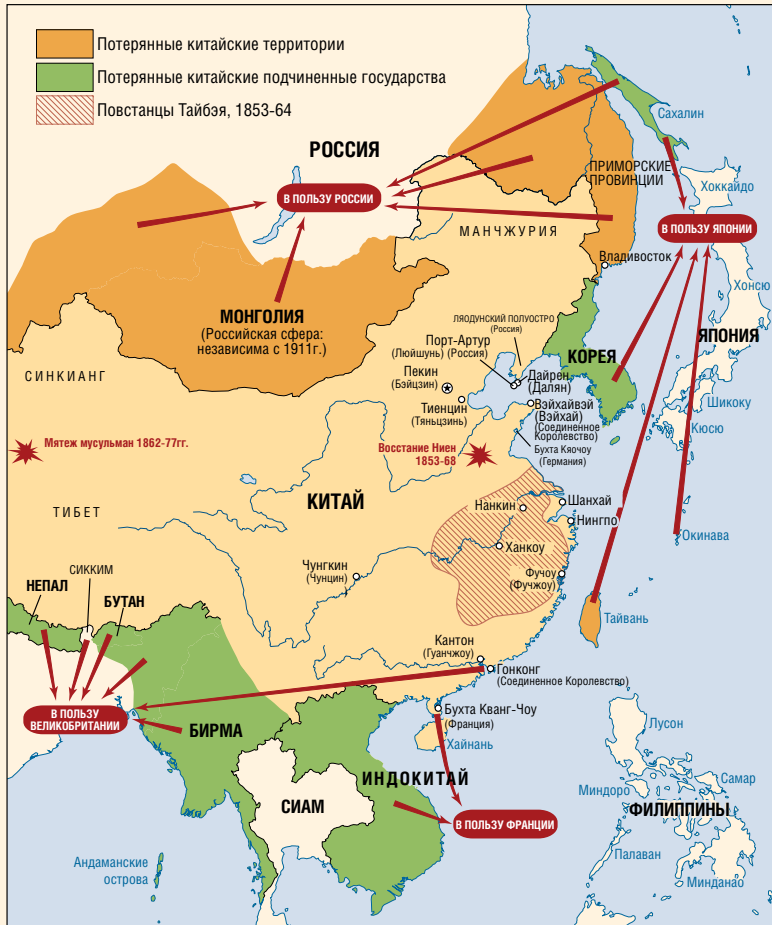 Потерянные китайские территории
Потерянные китайские подчиненные государства
Повстанцы Тайбэя, 1853-64
РОССИЯ
Сахалин
В ПОЛЬЗУ РОССИИ
ПРИМОРСКИЕ
ПРОВИНЦИИ
Хоккайдо
МАНЧЖУРИЯ
В ПОЛЬЗУ ЯПОНИИ
Владивосток
Хонсю
МОНГОЛИЯ
(Российская сфера:
независима с 1911г.)
ЛЯОДУНСКИЙ ПОЛУОСТРО
(Россия)
Порт-Артур
(Люйшунь) (Россия)
КОРЕЯ
ЯПОНИЯ
СИНКИАНГ
Пекин
(Бэйцзин)
Дайрен
(Далян)
Тиенцин
(Тяньцзинь)
Вэйхайвэй
(Вэйхай)
(Соединенное
Королевство)
Шикоку
Кюсю
Мятеж мусульман 1862-77гг.
Восстание Ниен
1853-68
Бухта Кяочоу
(Германия)
КИТАЙ
ТИБЕТ
Нанкин
Шанхай
Нингпо
Окинава
Ханкоу
Чунгкин
(Чунцин)
Фучоу
(Фучжоу)
СИККИМ
НЕПАЛ
БУТАН
Тайвань
Кантон
(Гуанчжоу)
Гонконг
(Соединенное Королевство)
В ПОЛЬЗУ
ВЕЛИКОБРИТАНИИ
БИРМА
Бухта Кванг-Чоу
(Франция)
Хайнань
Лусон
ИНДОКИТАЙ
Миндоро
Самар
СИАМ
ФИЛИППИНЫ
В ПОЛЬЗУ ФРАНЦИИ
Палаван
Андаманские
острова
Минданао